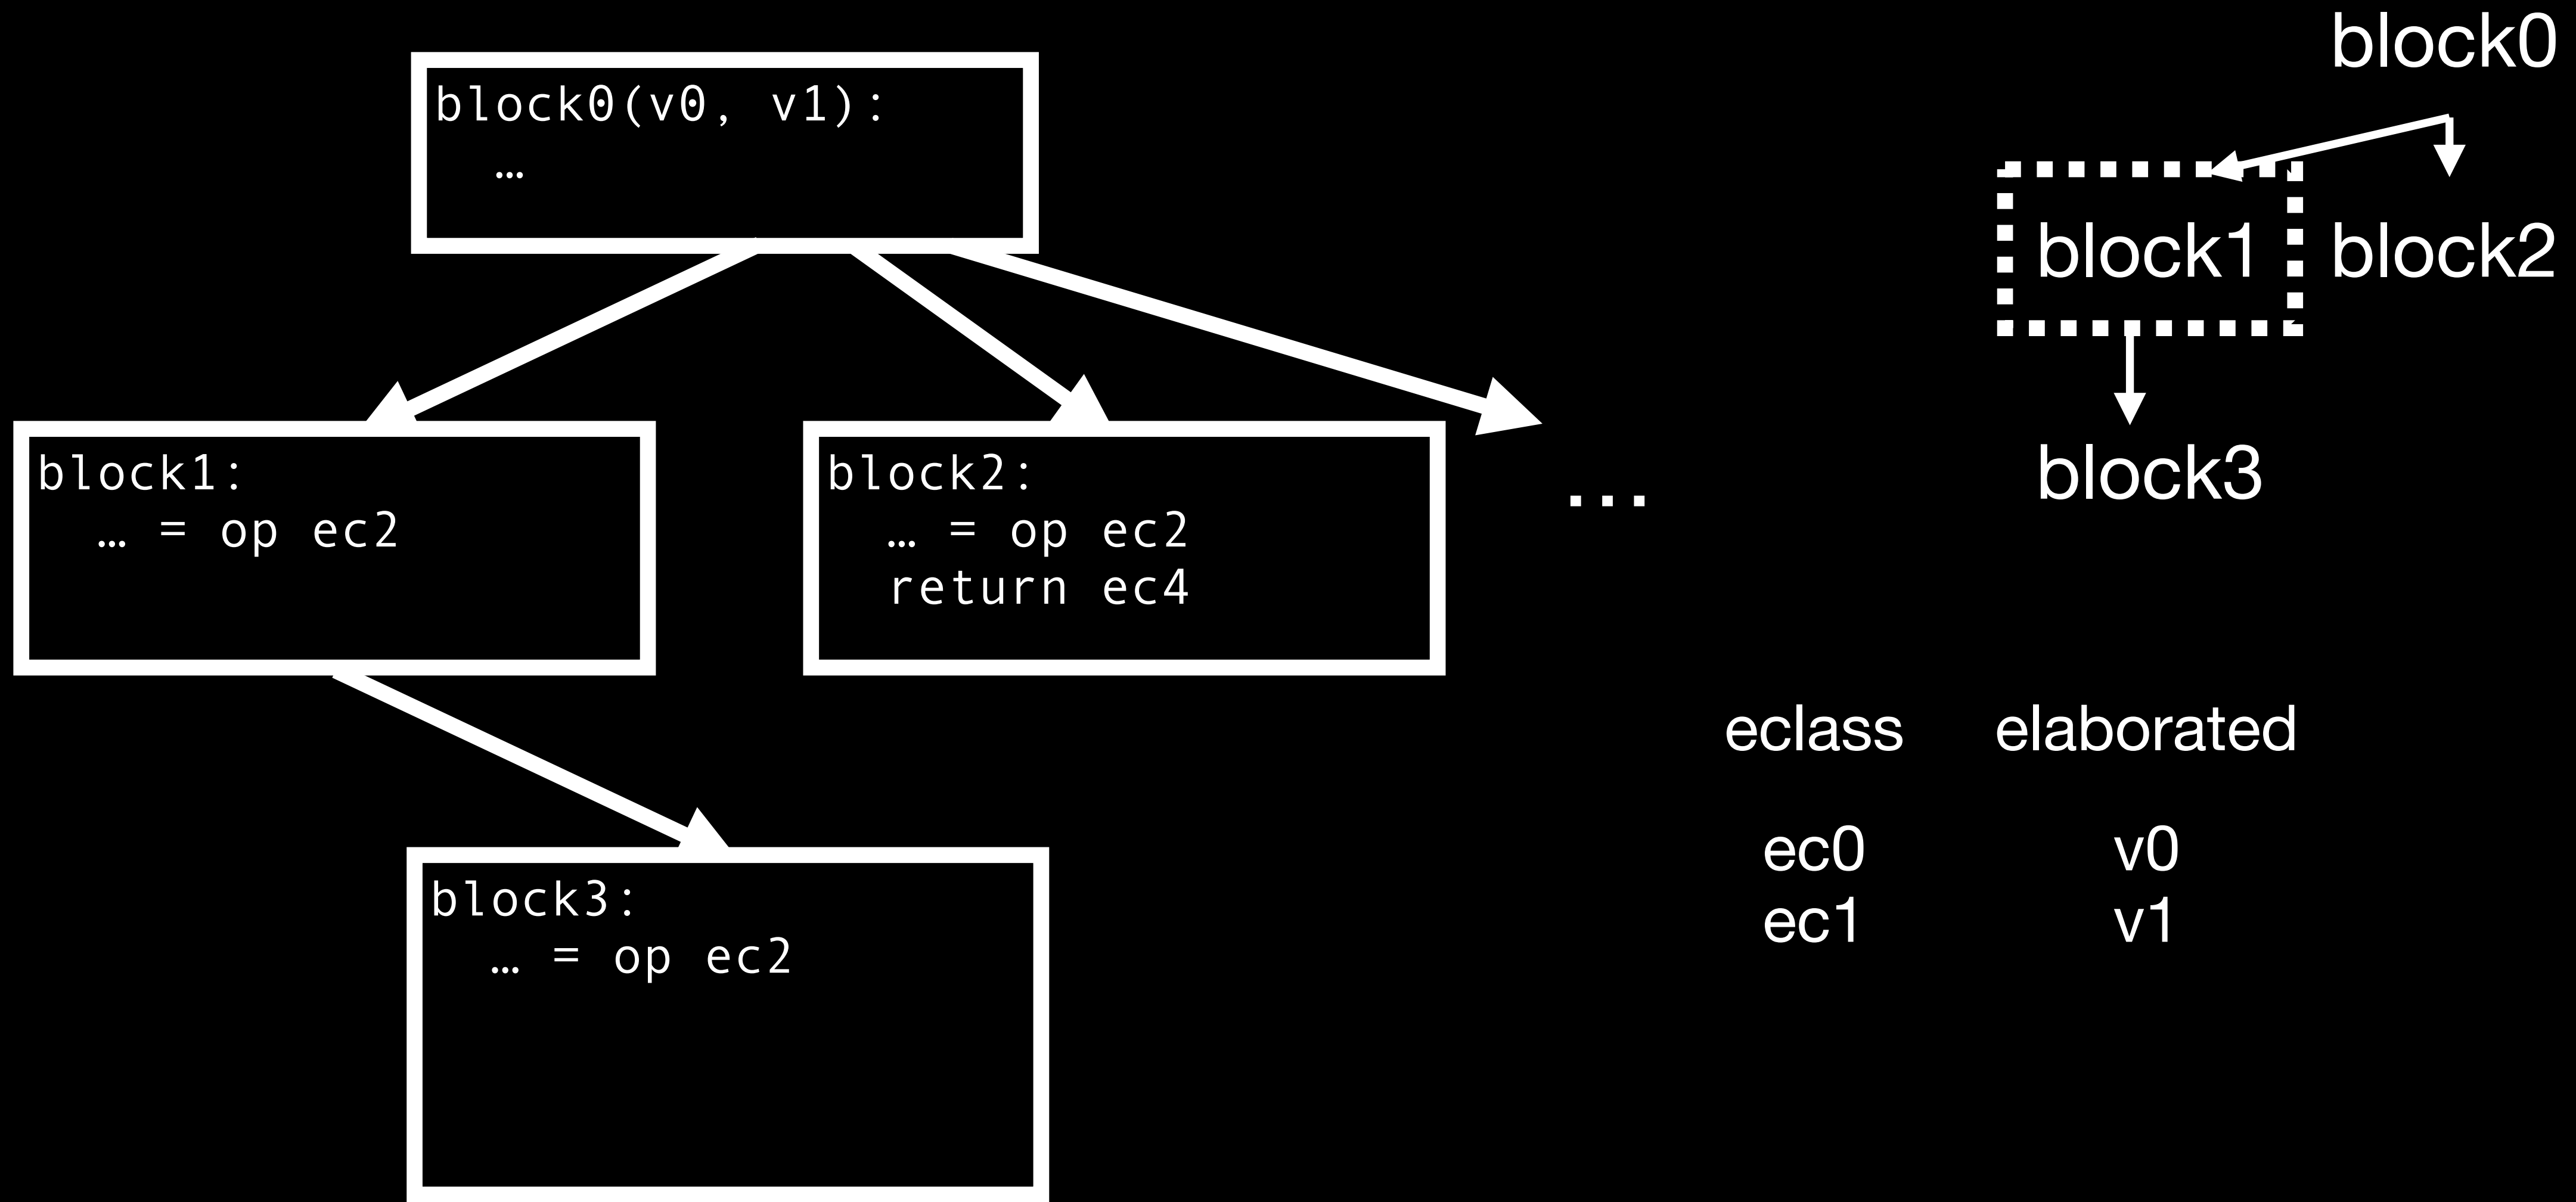 block0(v0, v1):
…
block1:
… = op ec2
block2:
… = op ec2
return ec4
...
block3:
… = op ec2
block0
block1 block2
block3
eclass elaborated
ec0 v0
ec1 v1